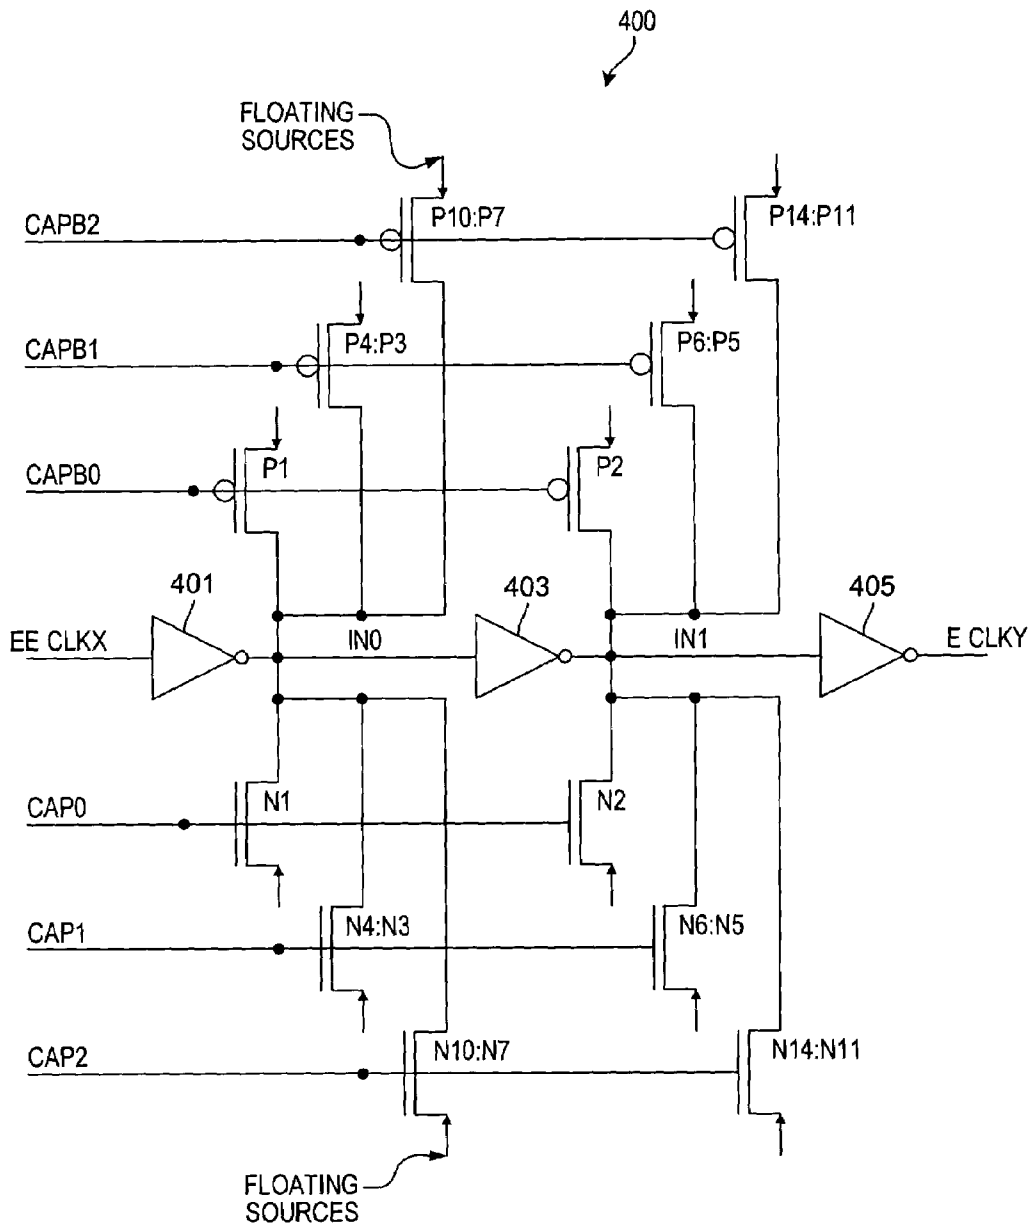 400
FLOATING
SOURCES
CAPB2
P10:P7
P14:P11
CAPB1
P4:P3
P6:P5
CAPB0
P1
P2
401
403
405
EE CLKX
IN0
IN1
E CLKY
CAP0
N1
N2
CAP1
N4:N3
N6:N5
CAP2
N10:N7
N14:N11
FLOATING
SOURCES